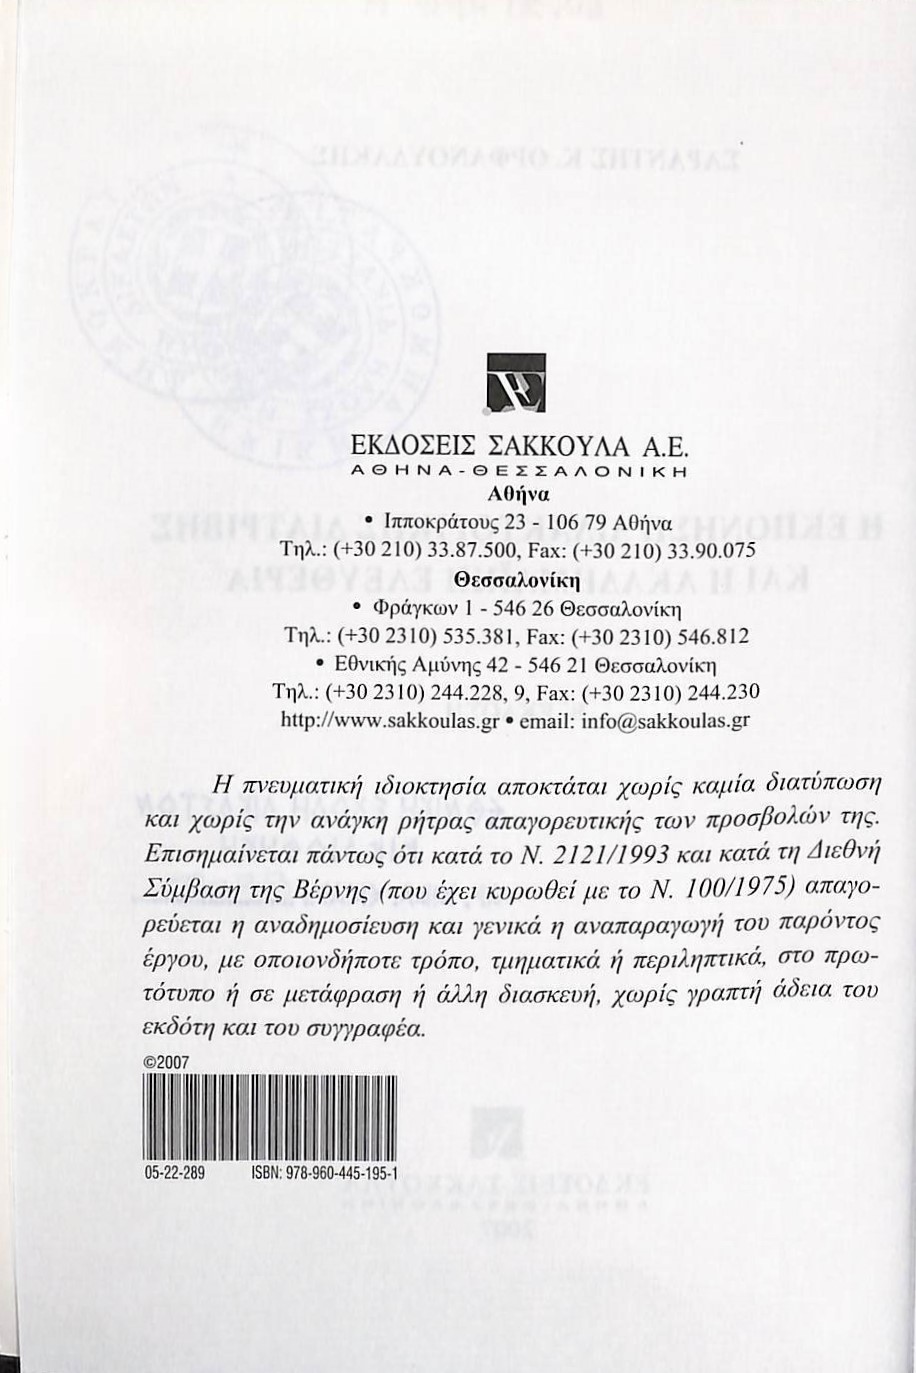 ΕΚΔΟΣΕΙΣ ΣΑΚΚΟΥΛΑ Α.Ε.
ΑΘΗΝΑ-ΘΕΣΣΑΛΟΝΙΚΗ
Αθήνα
• Ιπποκράτους 23 - 106 79 Αθήνα
Τηλ.: (+30 210) 33.87.500, Fax: (+30 210) 33.90.075
Θεσσαλονίκη
• Φράγκων 1 - 546 26 Θεσσαλονίκη
Τηλ.: (+30 2310) 535.381, Fax: (+30 2310) 546.812
• Εθνικής Αμύνης 42 - 546 21 Θεσσαλονίκη
Τηλ.: (+30 2310) 244.228, 9, Fax: (+30 2310) 244.230
http://www.sakkoulas.gr • email: info@sakkoulas.gr
Η πνευματική ιδιοκτησία αποκτάται χωρίς καμία διατύπωση
και χωρίς την ανάγκη ρήτρας απαγορευτικής των προσβολών της.
Επισημαίνεται πάντως ότι κατά το Ν. 2121/1993 και κατά τη Διεθνή
Σύμβαση της Βέρνης (που έχει κυρωθεί με το Ν. 100/1975) απαγο-
ρεύεται η αναδημοσίευση και γενικά η αναπαραγωγή του παρόντος
έργου, με οποιονδήποτε τρόπο, τμηματικά ή περιληπτικά, στο πρω-
τότυπο ή σε μετάφραση ή άλλη διασκευή, χωρίς γραπτή άδεια του
εκδότη και του συγγραφέα.
©2007
05-22-289 ISBN: 978-960-445-195-1